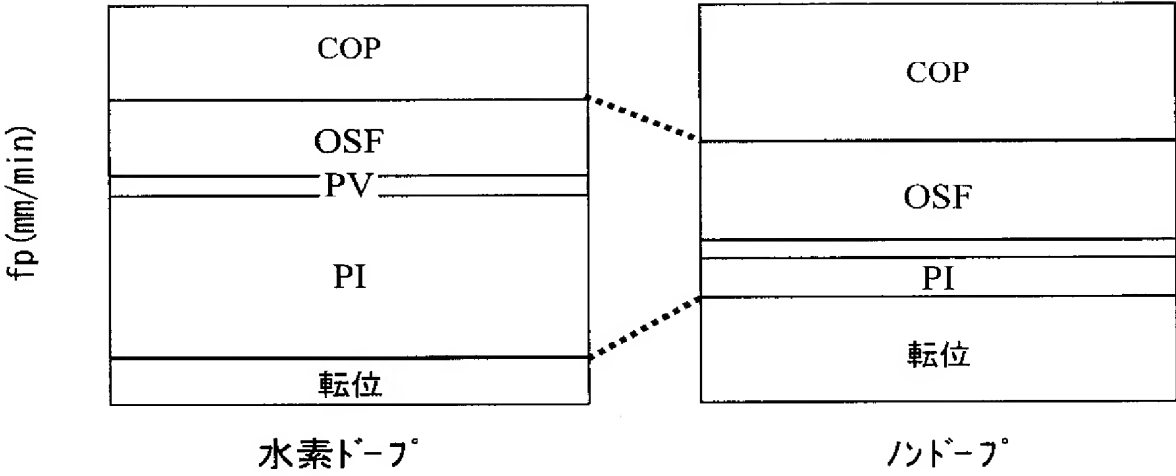 fp(mm/min)
COP
OSF
PV
PI
転位
水素ﾄﾞｰﾌﾟ
COP
OSF
PI
転位
ﾉﾝﾄﾞｰﾌﾟ